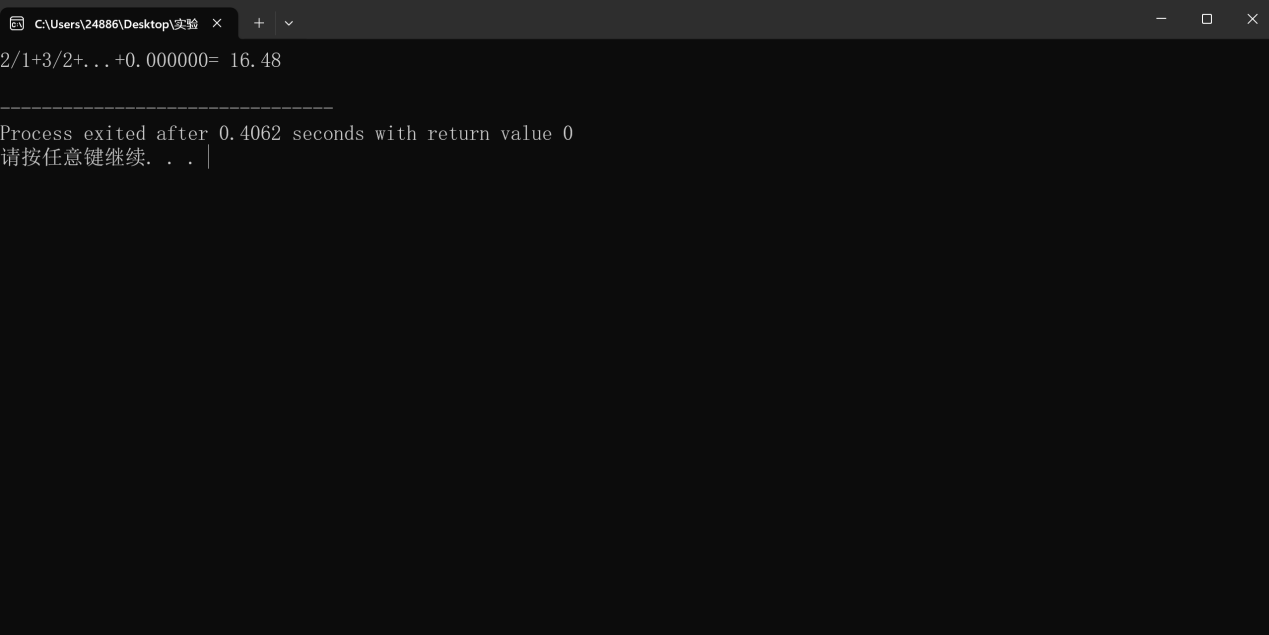 C:\Users\24886\Desktop\实验
2/1+3/2+...+0.000000= 16.48
--------------------------------
Process exited after 0.4062 seconds with return value 0
请按任意键继续. . .